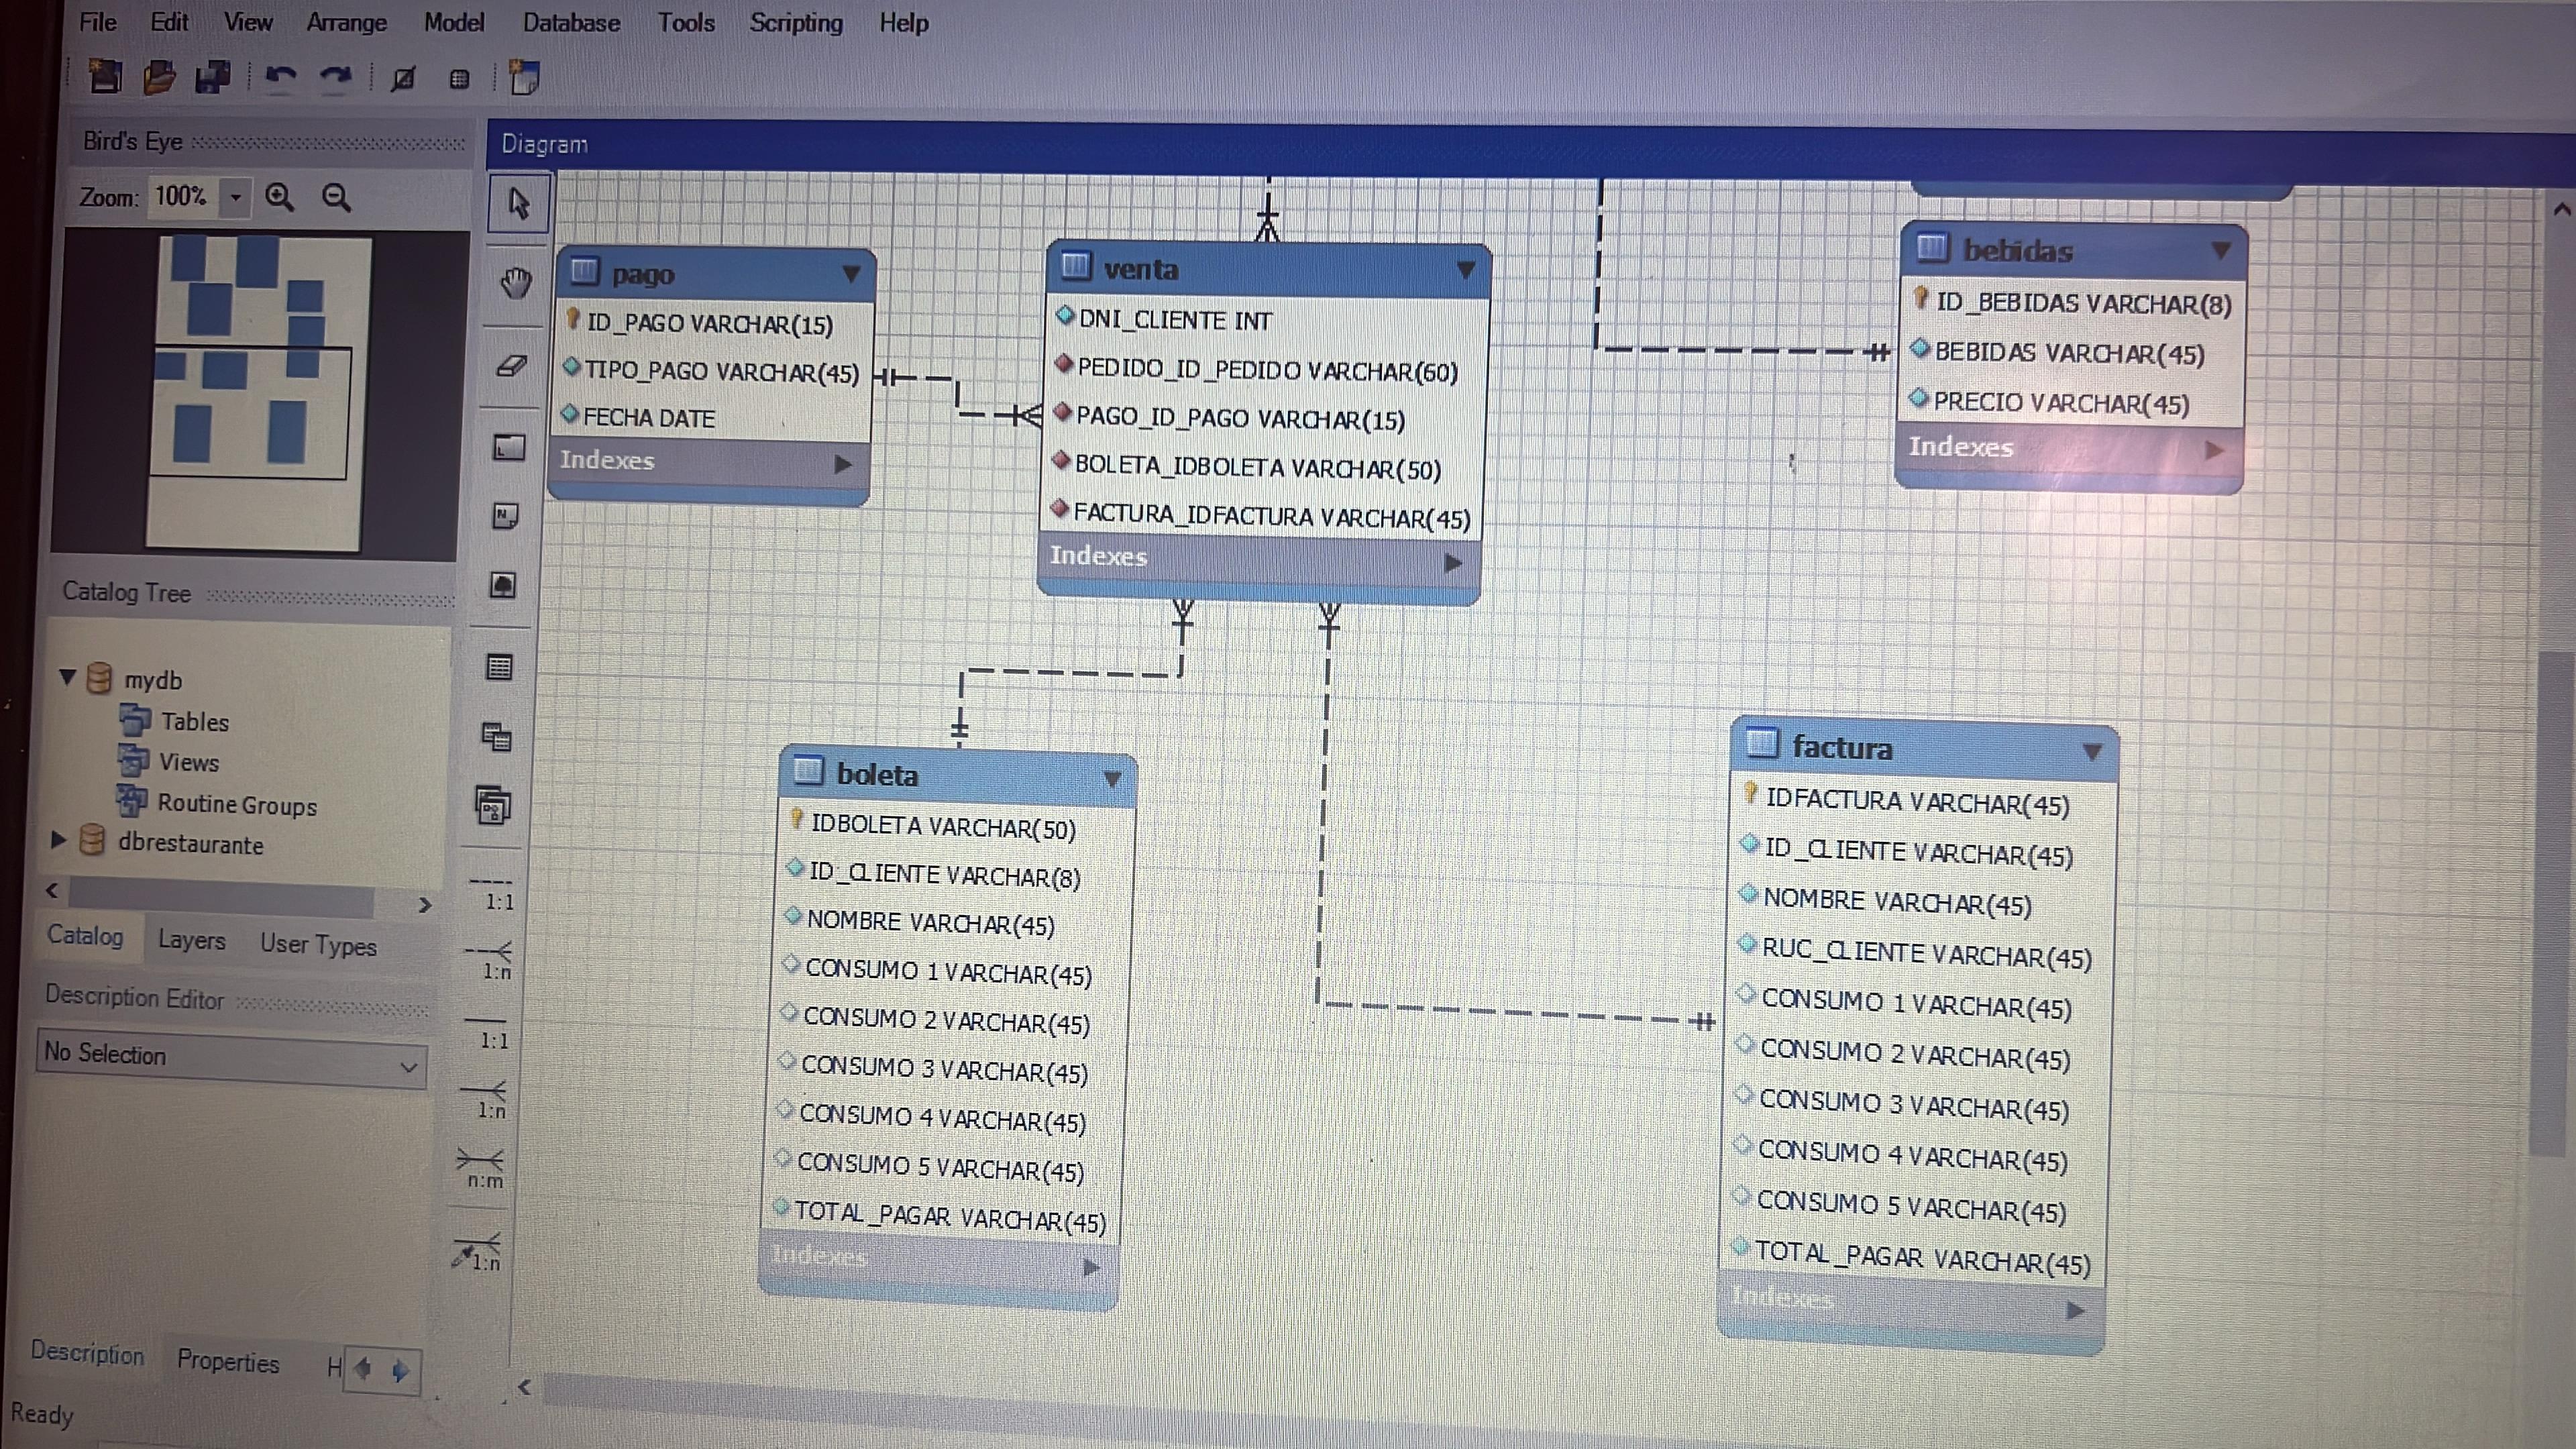 File Edit View Arrange Model Database Tools Scripting Help
Bird's Eye
Zoom: 100%
Catalog Tree
mydb
Tables
Views
Routine Groups
dbrestaurante
Catalog Layers User Types
Description Editor
No Selection
Description Properties H
Ready
1:1
1:n
1:1
1:n
n:m
1:n
Diagram
pago
ID_PAGO VARCHAR(15)
TIPO_PAGO VARCHAR(45)
FECHA DATE
Indexes
venta
DNI_CLIENTE INT
PEDIDO_ID_PEDIDO VARCHAR(60)
PAGO_ID_PAGO VARCHAR(15)
BOLETA_IDBOLETA VARCHAR(50)
FACTURA_IDFACTURA VARCHAR(45)
Indexes
bebidas
ID_BEBIDAS VARCHAR(8)
BEBIDAS VARCHAR(45)
PRECIO VARCHAR(45)
Indexes
boleta
IDBOLETA VARCHAR(50)
ID_CLIENTE VARCHAR(8)
NOMBRE VARCHAR(45)
CONSUMO 1 VARCHAR(45)
CONSUMO 2 VARCHAR(45)
CONSUMO 3 VARCHAR(45)
CONSUMO 4 VARCHAR(45)
CONSUMO 5 VARCHAR(45)
TOTAL_PAGAR VARCHAR(45)
Indexes
factura
IDFACTURA VARCHAR(45)
ID_CLIENTE VARCHAR(45)
NOMBRE VARCHAR(45)
RUC_CLIENTE VARCHAR(45)
CONSUMO 1 VARCHAR(45)
CONSUMO 2 VARCHAR(45)
CONSUMO 3 VARCHAR(45)
CONSUMO 4 VARCHAR(45)
CONSUMO 5 VARCHAR(45)
TOTAL_PAGAR VARCHAR(45)
Indexes